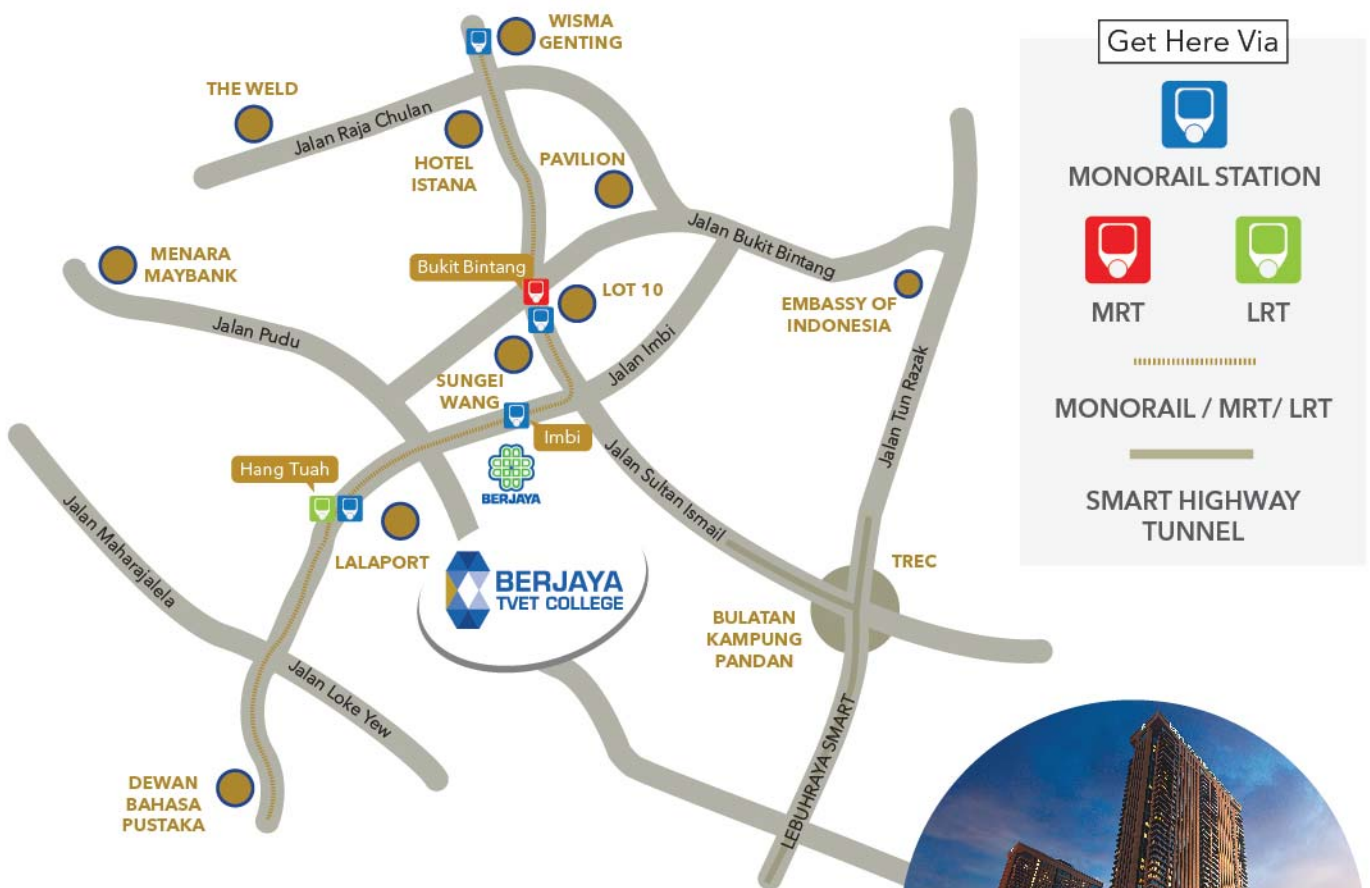 WISMA
GENTING
THE WELD
Jalan Raja Chulan
HOTEL
ISTANA
PAVILION
MENARA
MAYBANK
Bukit Bintang
Jalan Bukit Bintang
LOT 10
EMBASSY OF
INDONESIA
Jalan Pudu
Jalan Imbi
SUNGEI
WANG
Jalan Tun Razak
Imbi
BERJAYA
Hang Tuah
Jalan Sultan Ismail
Jalan Maharajalela
LALAPORT
BERJAYA
TVET COLLEGE
TREC
BULATAN
KAMPUNG
PANDAN
Jalan Loke Yew
LEBUHRAYA SMART
DEWAN
BAHASA
PUSTAKA
Get Here Via
MONORAIL STATION
MRT
LRT
MONORAIL / MRT/ LRT
SMART HIGHWAY
TUNNEL